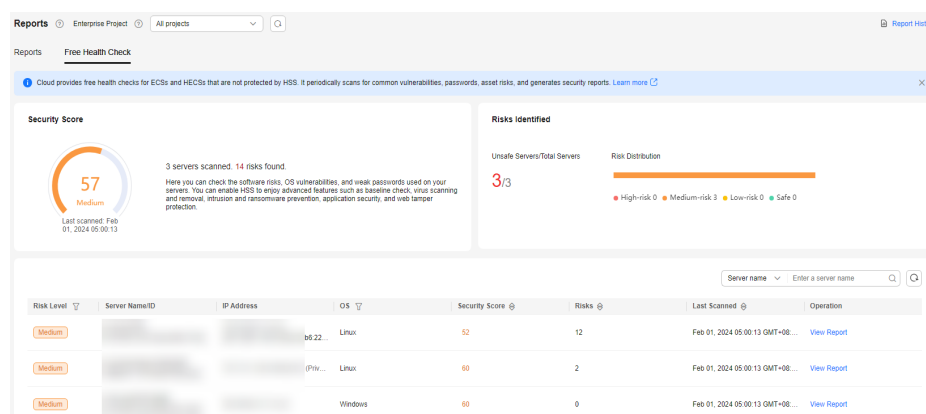 Reports Enterprise Project All projects Report Hist
Reports Free Health Check
Cloud provides free health checks for ECSs and HECSs that are not protected by HSS. It periodically scans for common vulnerabilities, passwords, asset risks, and generates security reports. Learn more
Security Score
57
Medium
Last scanned: Feb
01, 2024 05:00:13
3 servers scanned. 14 risks found.
Here you can check the software risks, OS vulnerabilities, and weak passwords used on your
servers. You can enable HSS to enjoy advanced features such as baseline check, virus scanning
and removal, intrusion and ransomware prevention, application security, and web tamper
protection.
Risks Identified
Unsafe Servers/Total Servers Risk Distribution
3/3
High-risk 0 Medium-risk 3 Low-risk 0 Safe 0
Server name Enter a server name
Risk Level Server Name/ID IP Address OS Security Score Risks Last Scanned Operation
Medium b6:22... Linux 52 12 Feb 01, 2024 05:00:13 GMT+08:... View Report
Medium (Priv... Linux 60 2 Feb 01, 2024 05:00:13 GMT+08:... View Report
Medium Windows 60 0 Feb 01, 2024 05:00:13 GMT+08:... View Report